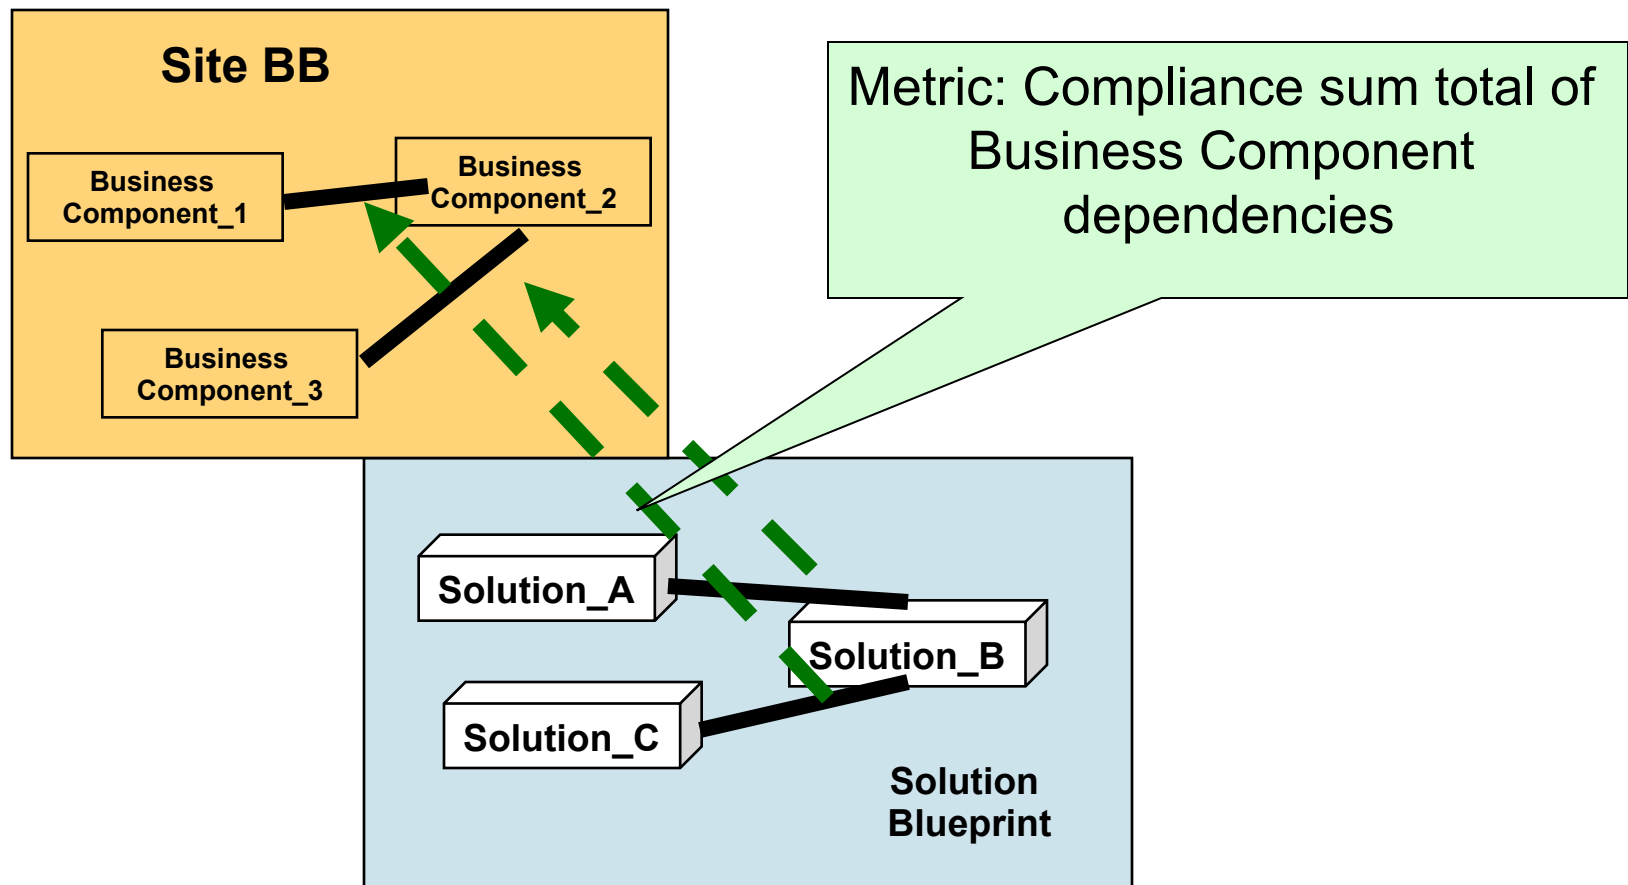 Site BB
Business
Component_1
Business
Component_2
Business
Component_3
Metric: Compliance sum total of
Business Component
dependencies
Solution_A
Solution_B
Solution_C
Solution
Blueprint